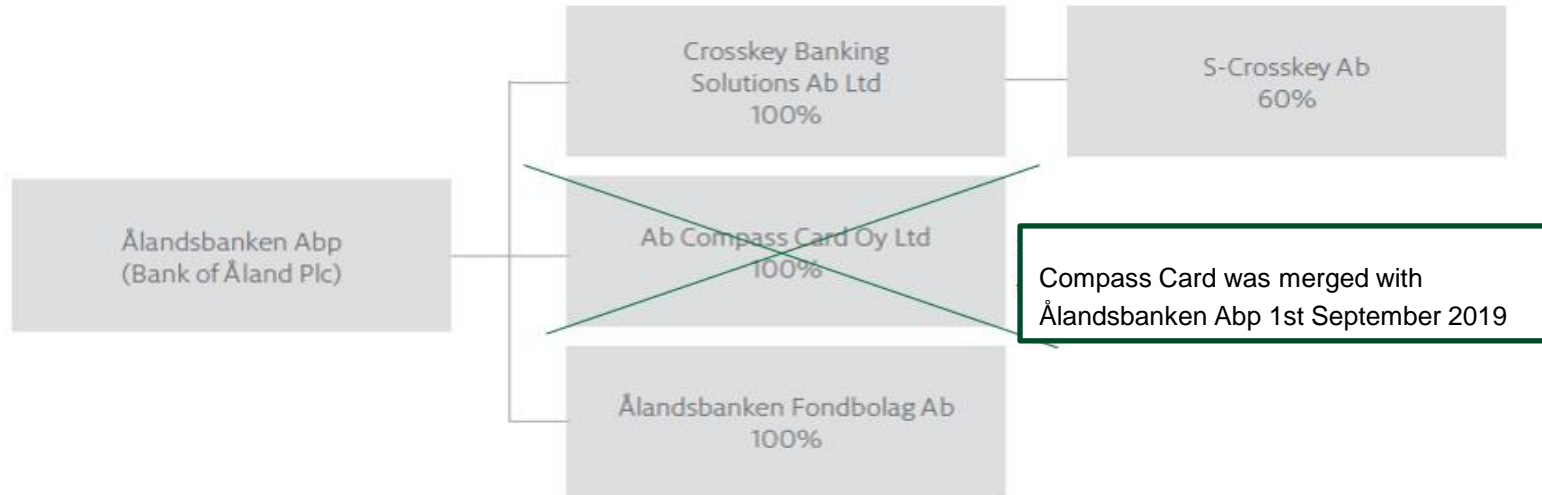 Crosskey Banking
Solutions Ab Ltd
100%
S-Crosskey Ab
60%
Ålandsbanken Abp
(Bank of Åland Plc)
Ab Compass Card Oy Ltd
100%
Compass Card was merged with
Ålandsbanken Abp 1st September 2019
Ålandsbanken Fondbolag Ab
100%